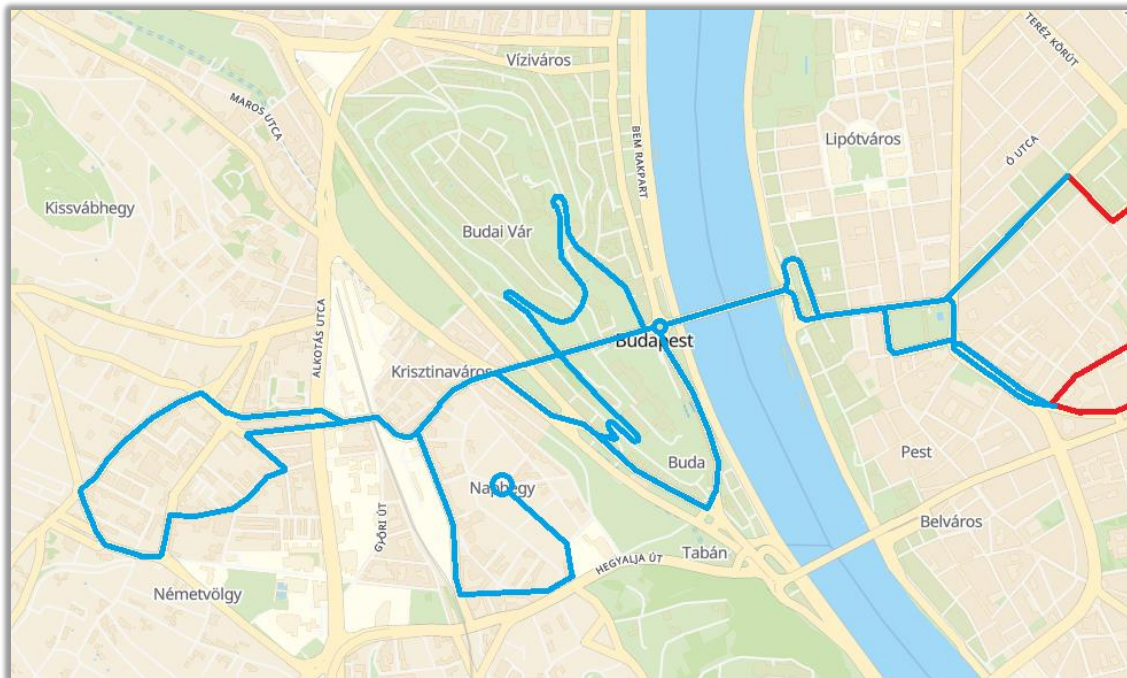 TERÉZ KÖRÚT
Víziváros
MAROS UTCA
BEM RAKPART
Lipótváros
Ó UTCA
Kissvábhegy
Budai Vár
ALKOTÁS UTCA
Budapest
Krisztinaváros
Pest
Buda
Naphegy
GYŐRI ÚT
Belváros
Tabán
HEGYALJA ÚT
Németvölgy